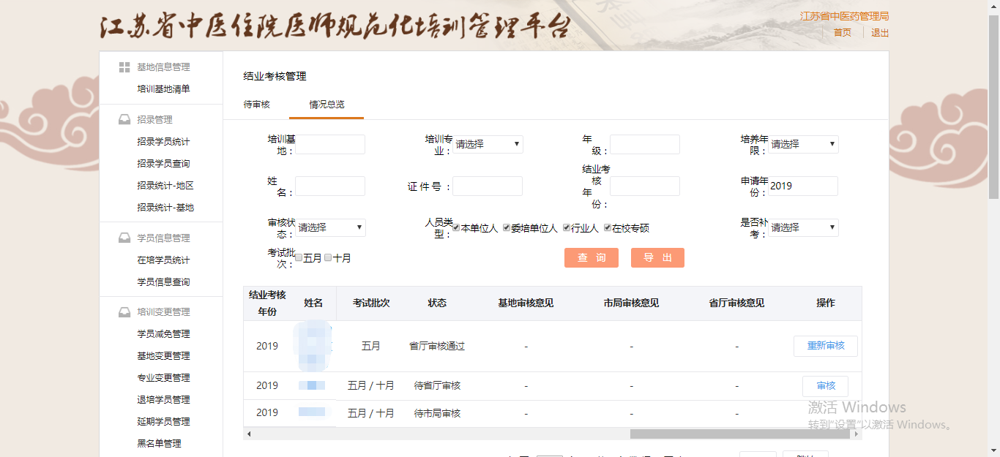 江苏省中医住院医师规范化培训管理平台
江苏省中医药管理局
首页 退出
基地信息管理
培训基地清单
招录管理
招录学员统计
招录学员查询
招录统计-地区
招录统计-基地
学员信息管理
在培学员统计
学员信息查询
培训变更管理
学员减免管理
基地变更管理
专业变更管理
退培学员管理
延期学员管理
黑名单管理
结业考核管理
待审核 情况总览
培训基
地：
培训专
业： 请选择
年
级：
培养年
限： 请选择
姓
名：
证 件 号 ：
结业考
核
年
份：
申请年
份： 2019
审核状
态： 请选择
人员类
型： 本单位人 委培单位人 行业人 在校专硕
是否补
考： 请选择
考试批
次： 五月 十月
查 询 导 出
结业考核
年份 姓名 考试批次 状态 基地审核意见 市局审核意见 省厅审核意见 操作
2019 五月 省厅审核通过 - - - 重新审核
2019 五月 / 十月 待省厅审核 - - - 审核
2019 五月 / 十月 待市局审核 - - -
激活 Windows
转到"设置"以激活 Windows。